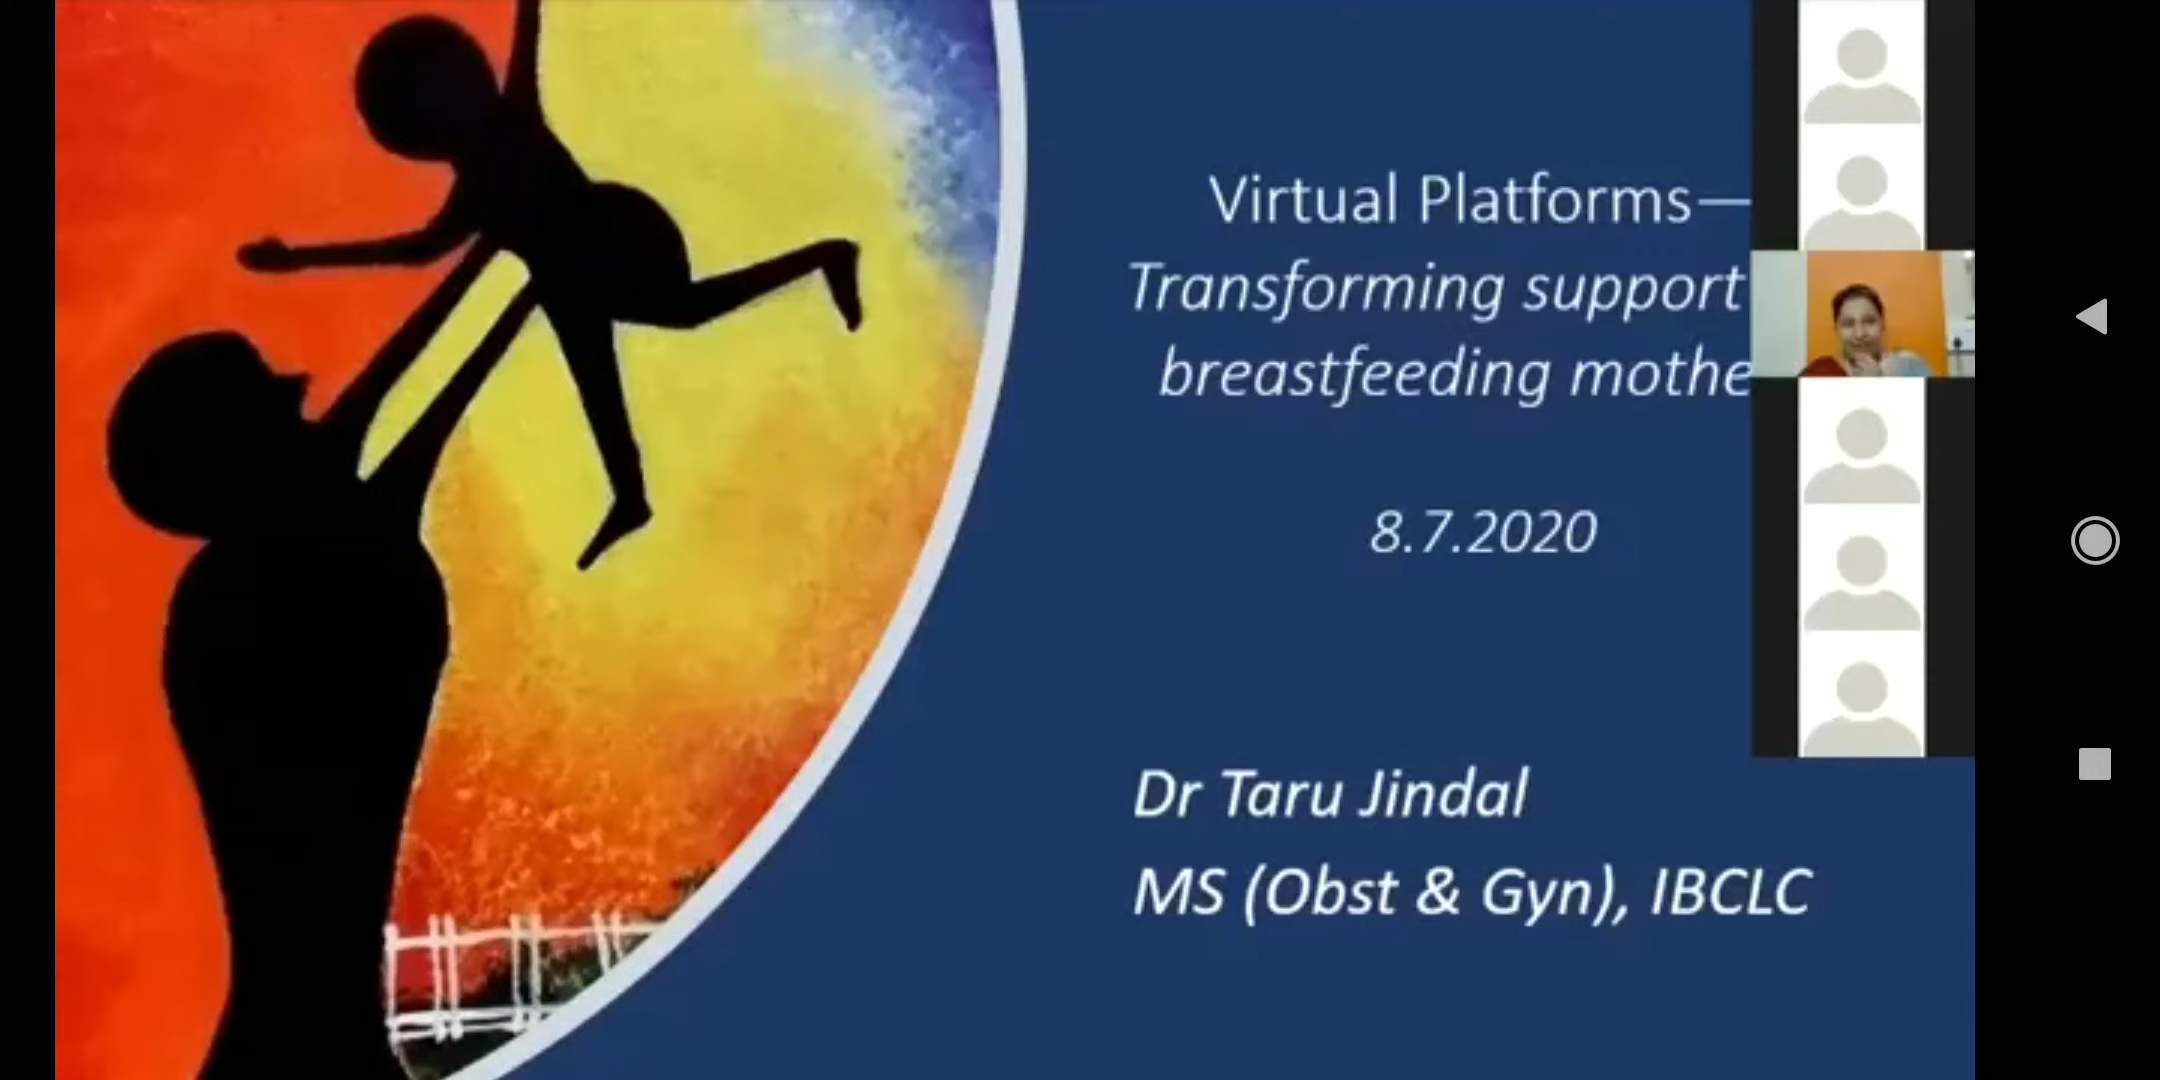 Virtual Platforms—
Transforming support
breastfeeding mothe
8.7.2020
Dr Taru Jindal
MS (Obst & Gyn), IBCLC